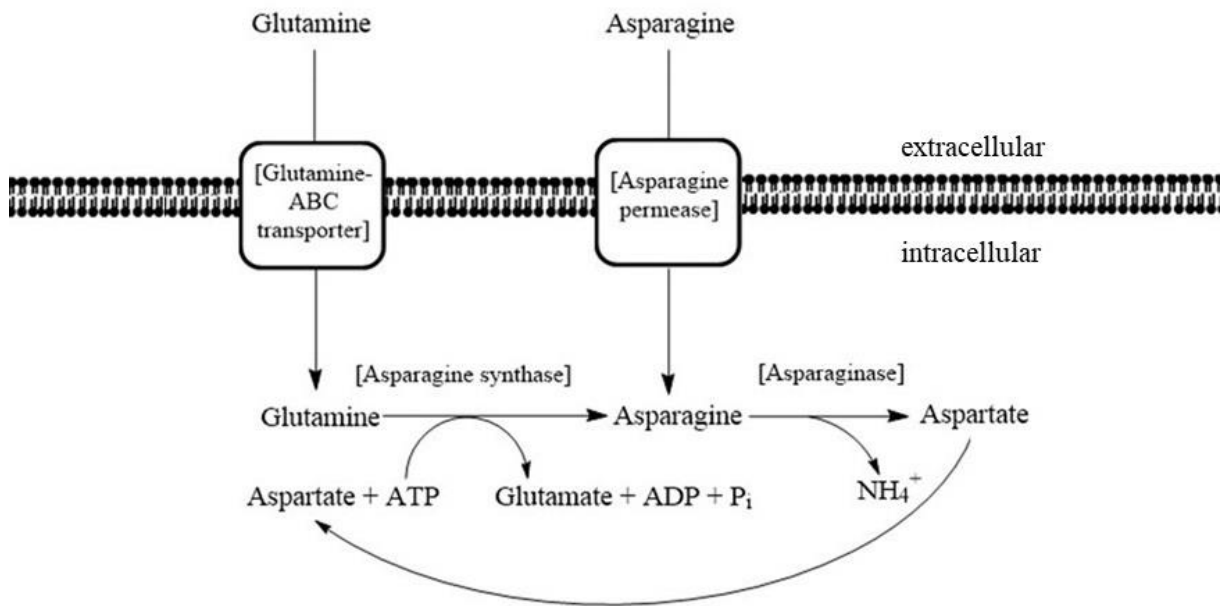 Glutamine
Asparagine
[Glutamine-
ABC
transporter]
[Asparagine
permease]
extracellular
intracellular
[Asparagine synthase]
[Asparaginase]
Glutamine
Asparagine
Aspartate
Aspartate + ATP
Glutamate + ADP + Pᵢ
NH₄⁺